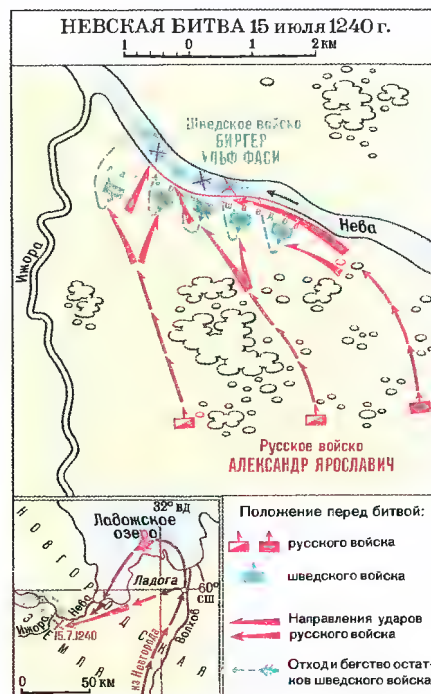 НЕВСКАЯ БИТВА 15 июля 1240 г.
1 0 1 2 км
Шведское войско
БИРГЕР
УЛЬФ ФАСИ
Нева
Ижора
Русское войско
АЛЕКСАНДР ЯРОСЛАВИЧ
32° ВД
Ладожское
озеро
Ладога
60°
СШ
Нева
Ижора
15.7.1240
Волхов
из Новгорода
НОВГОРОДСКАЯ
ЗЕМЛЯ
0 50 км
Положение перед битвой:
русского войска
шведского войска
Направления ударов
русского войска
Отход и бегство остат-
ков шведского войска